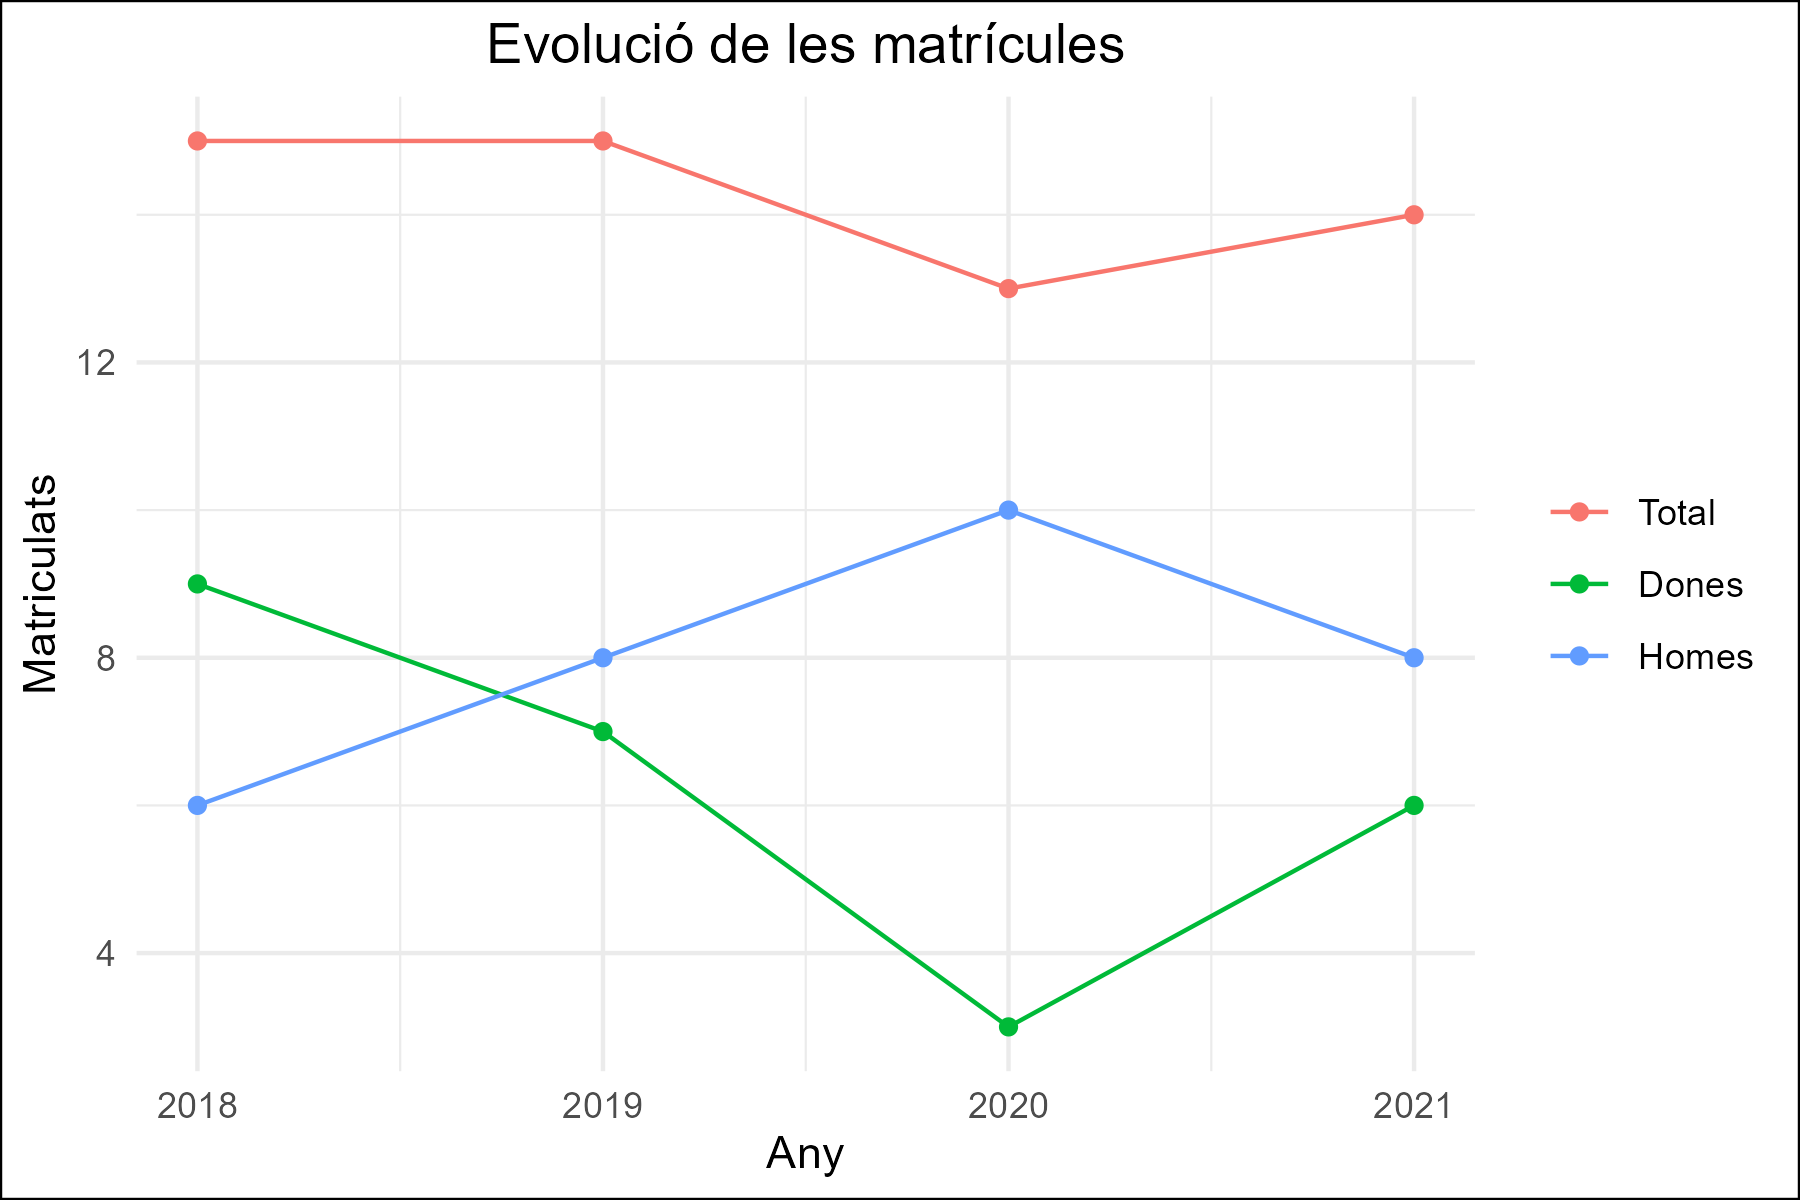 Evolució de les matrícules
Matriculats
12
8
4
2018
2019
2020
2021
Any
Total
Dones
Homes